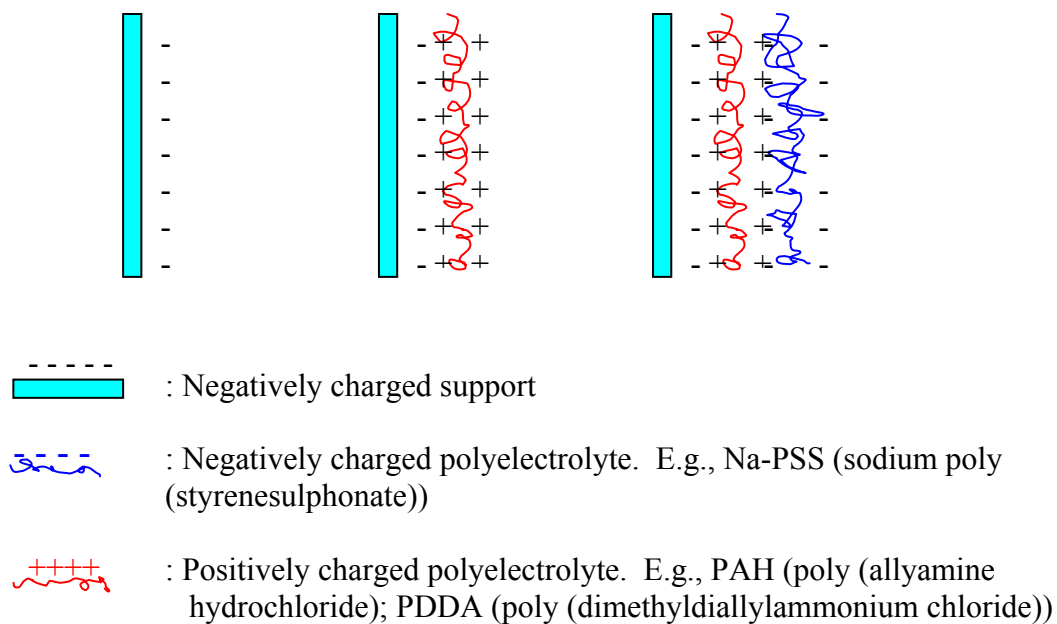 : Negatively charged support
: Negatively charged polyelectrolyte. E.g., Na-PSS (sodium poly
(styrenesulphonate))
: Positively charged polyelectrolyte. E.g., PAH (poly (allyamine
hydrochloride); PDDA (poly (dimethyldiallylammonium chloride))